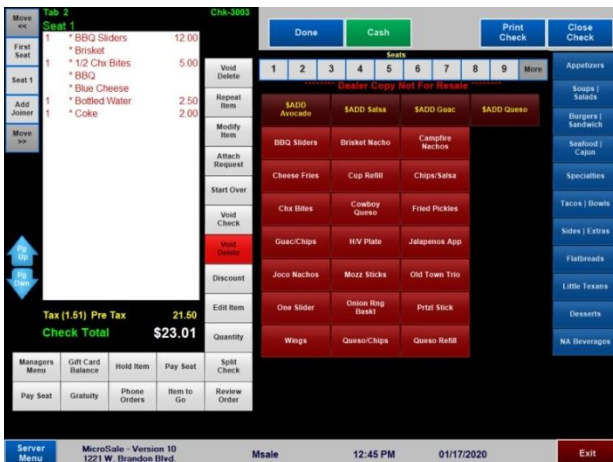 Move
<<
Tab 2
Chk-3003
Seat 1
1 * BBQ Sliders 12.00
* Brisket
1 * 1/2 Chx Bites 5.00
* BBQ
* Blue Cheese
1 * Bottled Water 2.50
1 * Coke 2.00
First
Seat
Seat 1
Add
Joiner
Move
>>
Pg
Up
Pg
Dwn
Tax (1.51) Pre Tax 21.50
Check Total $23.01
Void
Delete
Repeat
Item
Modify
Item
Attach
Request
Start Over
Void
Check
Void
Delete
Discount
Edit Item
Quantity
Managers
Menu
Gift Card
Balance
Hold Item
Pay Seat
Split
Check
Pay Seat
Gratuity
Phone
Orders
Item to
Go
Review
Order
Done
Cash
Print
Check
Close
Check
Seats
1 2 3 4 5 6 7 8 9 More
-------- Dealer Copy Not For Resale --------
$ADD
Avocado
$ADD Salsa
$ADD Guac
$ADD Queso
BBQ Sliders
Brisket Nacho
Campfire
Nachos
Cheese Fries
Cup Refill
Chips/Salsa
Chx Bites
Cowboy
Queso
Fried Pickles
Guac/Chips
H/V Plate
Jalapenos App
Joco Nachos
Mozz Sticks
Old Town Trio
One Slider
Onion Rng
Baskt
Prtzl Stick
Wings
Queso/Chips
Queso Refill
Appetizers
Soups |
Salads
Burgers |
Sandwich
Seafood |
Cajun
Specialties
Tacos | Bowls
Sides | Extras
Flatbreads
Little Texans
Desserts
NA Beverages
Server
Menu
MicroSale - Version 10
1221 W. Brandon Blvd.
Msale
12:45 PM
01/17/2020
Exit